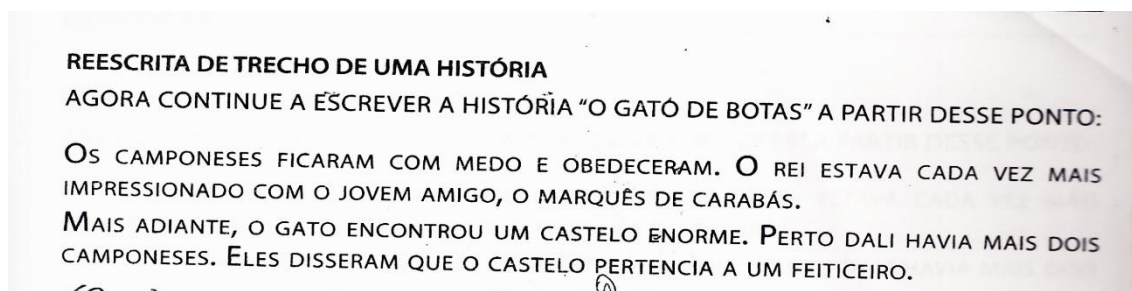 REESCRITA DE TRECHO DE UMA HISTÓRIA
AGORA CONTINUE A ESCREVER A HISTÓRIA “O GATO DE BOTAS” A PARTIR DESSE PONTO:
OS CAMPONESES FICARAM COM MEDO E OBEDECERAM. O REI ESTAVA CADA VEZ MAIS
IMPRESSIONADO COM O JOVEM AMIGO, O MARQUÊS DE CARABÁS.
MAIS ADIANTE, O GATO ENCONTROU UM CASTELO ENORME. PERTO DALI HAVIA MAIS DOIS
CAMPONESES. ELES DISSERAM QUE O CASTELO PERTENCIA A UM FEITICEIRO.